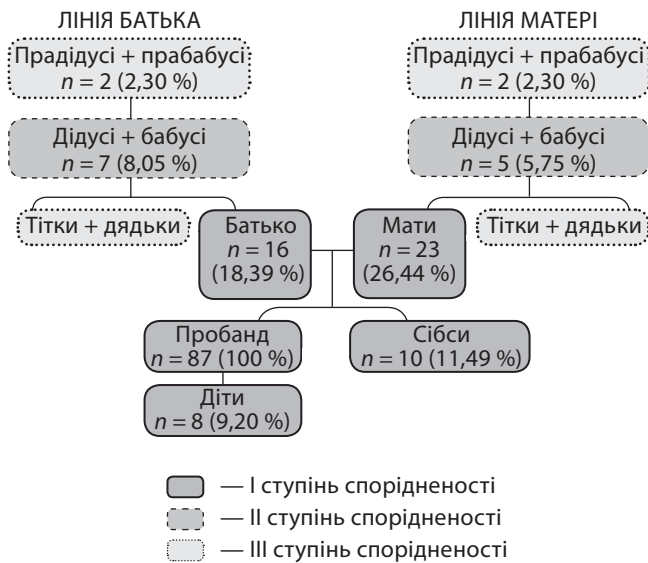 ЛІНІЯ БАТЬКА
Прадідусі + прабабусі
n = 2 (2,30 %)
Дідусі + бабусі
n = 7 (8,05 %)
Тітки + дядьки
ЛІНІЯ МАТЕРІ
Прадідусі + прабабусі
n = 2 (2,30 %)
Дідусі + бабусі
n = 5 (5,75 %)
Тітки + дядьки
Батько
n = 16
(18,39 %)
Мати
n = 23
(26,44 %)
Пробанд
n = 87 (100 %)
Сібси
n = 10 (11,49 %)
Діти
n = 8 (9,20 %)
— I ступінь спорідненості
— II ступінь спорідненості
— III ступінь спорідненості